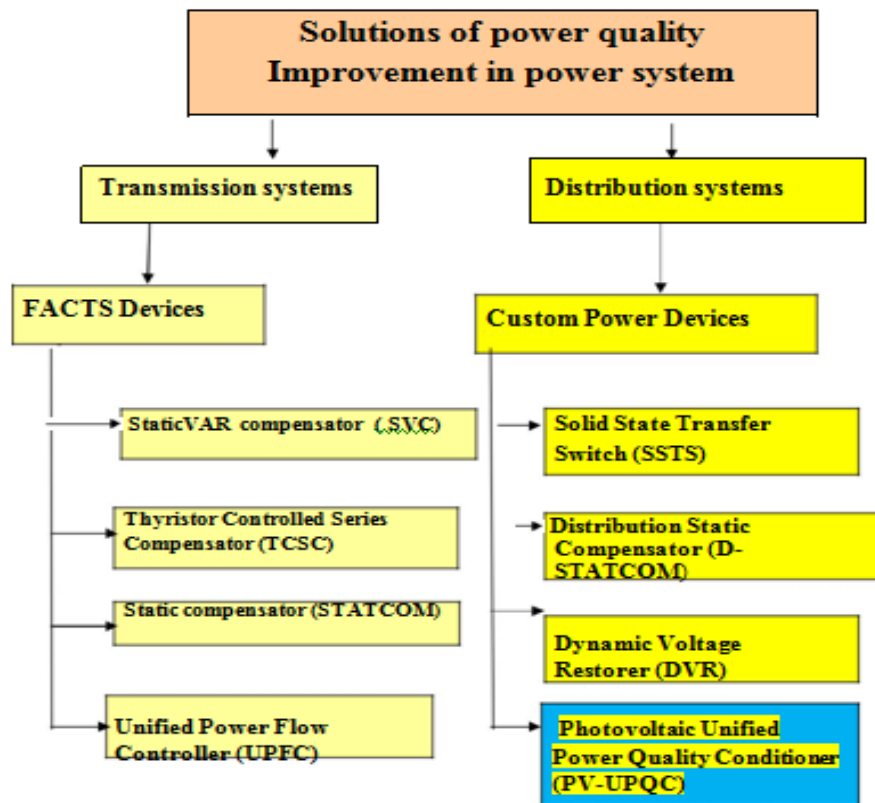 Solutions of power quality
Improvement in power system
Transmission systems
Distribution systems
FACTS Devices
Custom Power Devices
StaticVAR compensator (.SVC)
Thyristor Controlled Series
Compensator (TCSC)
Static compensator (STATCOM)
Unified Power Flow
Controller (UPFC)
Solid State Transfer
Switch (SSTS)
Distribution Static
Compensator (D-
STATCOM)
Dynamic Voltage
Restorer (DVR)
Photovoltaic Unified
Power Quality Conditioner
(PV-UPQC)